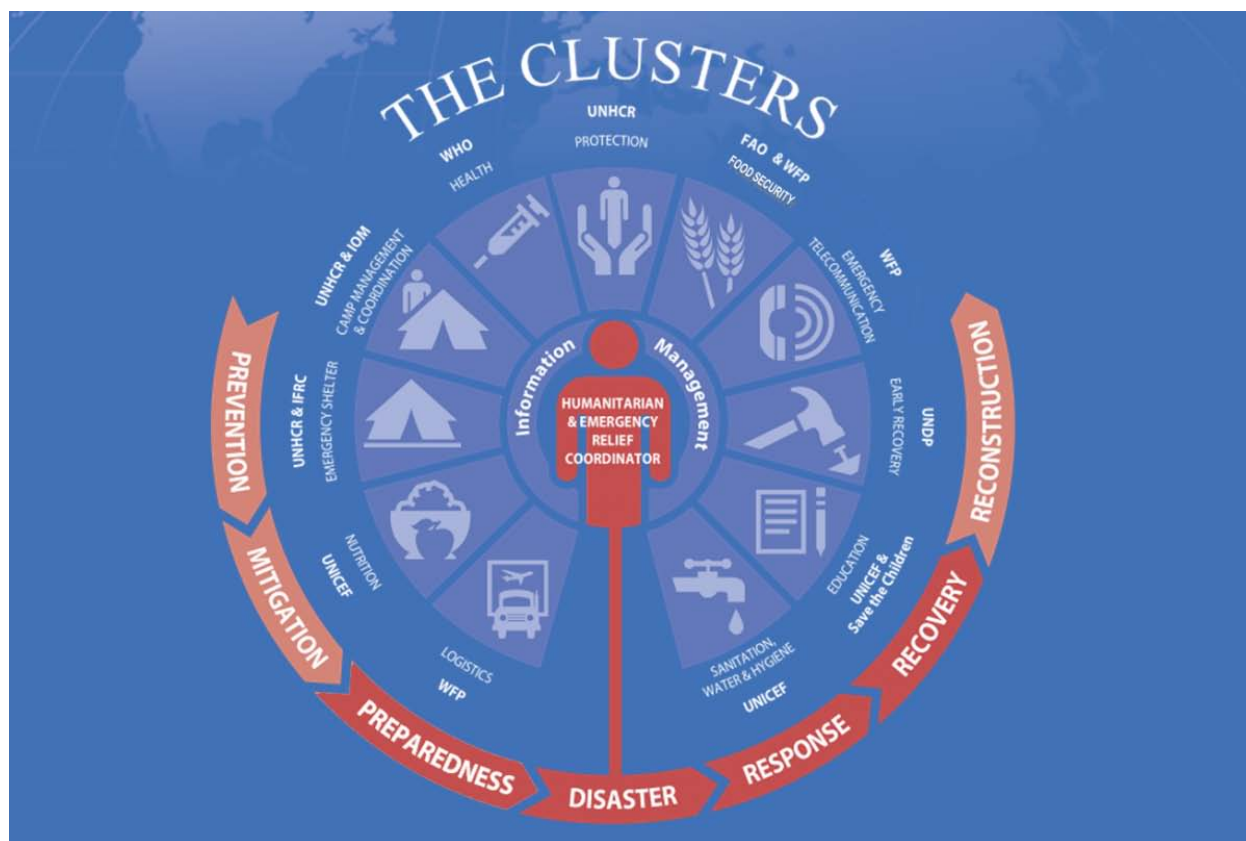 THE CLUSTERS
UNHCR
PROTECTION
FAO & WFP
FOOD SECURITY
WFP
EMERGENCY
TELECOMMUNICATION
UNDP
EARLY RECOVERY
EDUCATION
UNICEF &
Save the Children
SANITATION,
WATER & HYGIENE
UNICEF
LOGISTICS
WFP
NUTRITION
UNICEF
UNHCR & IFRC
EMERGENCY SHELTER
UNHCR & IOM
CAMP MANAGEMENT
& COORDINATION
WHO
HEALTH
Information
Management
HUMANITARIAN
& EMERGENCY
RELIEF
COORDINATOR
PREVENTION
MITIGATION
PREPAREDNESS
DISASTER
RESPONSE
RECOVERY
RECONSTRUCTION